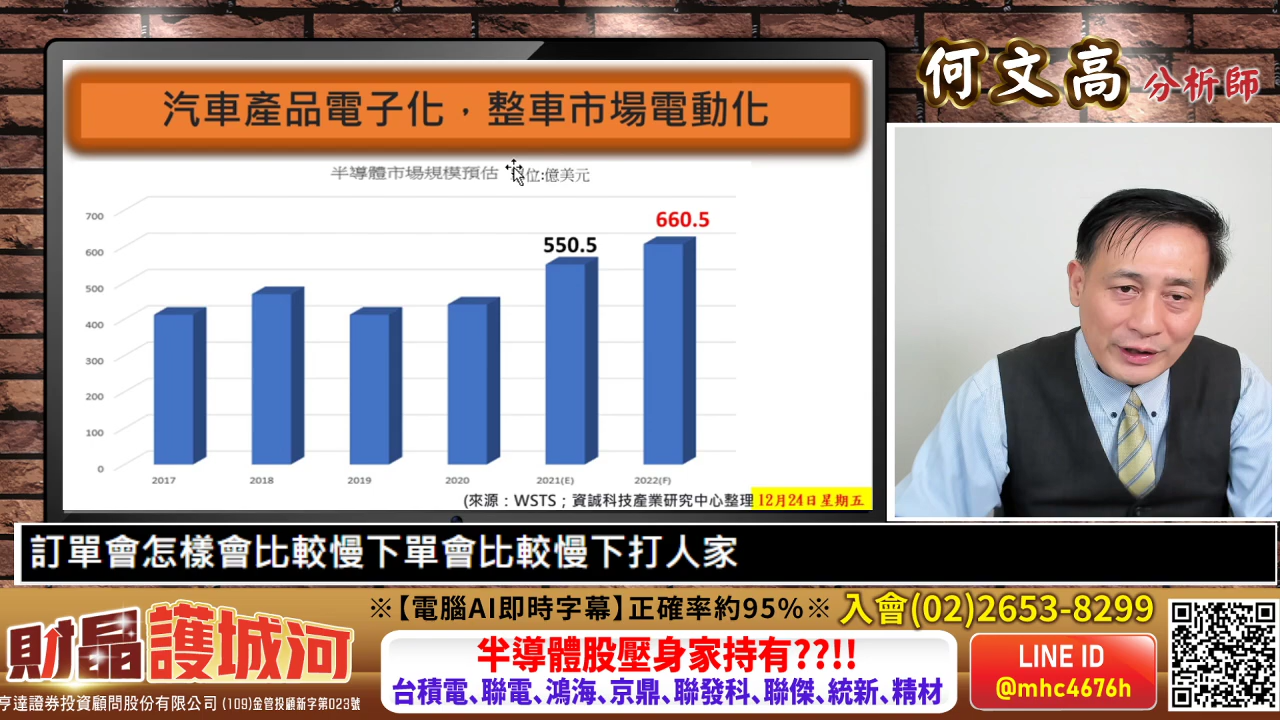 何文高 分析師
汽車產品電子化，整車市場電動化
半導體市場規模預估
位:億美元
700
600
500
400
300
200
100
0
550.5
660.5
2017 2018 2019 2020 2021(E) 2022(F)
(來源：WSTS；資誠科技產業研究中心整理
12月24日星期五
訂單會怎樣會比較慢下單會比較慢下打人家
※【電腦AI即時字幕】正確率約95%※ 入會(02)2653-8299
財晶護城河
半導體股壓身家持有??!!
台積電、聯電、鴻海、京鼎、聯發科、聯傑、統新、精材
LINE ID
@mhc4676h
亨達證券投資顧問股份有限公司 (109)金管投顧新字第023號